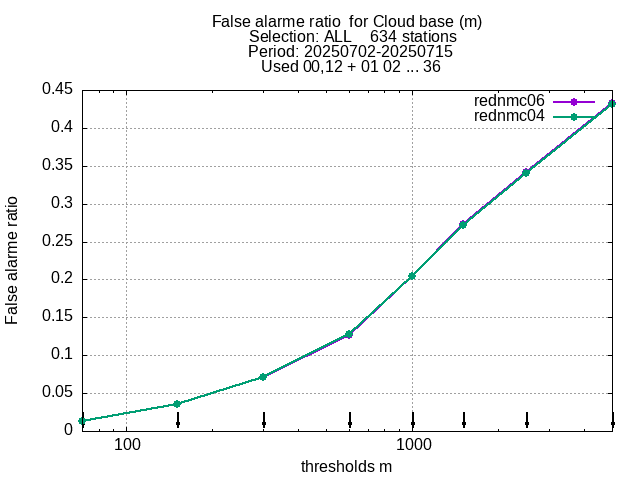 False alarme ratio  for Cloud base (m)
Selection: ALL    634 stations
Period: 20250702-20250715
Used 00,12 + 01 02 ... 36
rednmc06
rednmc04
0.45
0.4
0.35
0.3
0.25
0.2
0.15
0.1
0.05
0
False alarme ratio
100
1000
thresholds m